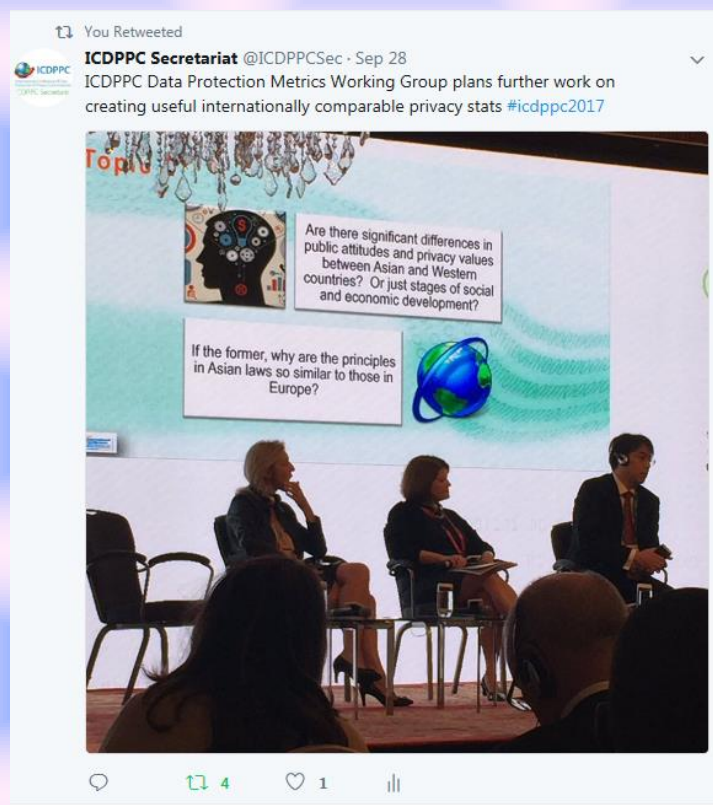 You Retweeted
ICDPPC Secretariat @ICDPPCSec · Sep 28
ICDPPC Data Protection Metrics Working Group plans further work on
creating useful internationally comparable privacy stats #icdppc2017
ICDPPC
Are there significant differences in
public attitudes and privacy values
between Asian and Western
countries? Or just stages of social
and economic development?
If the former, why are the principles
in Asian laws so similar to those in
Europe?
4
1